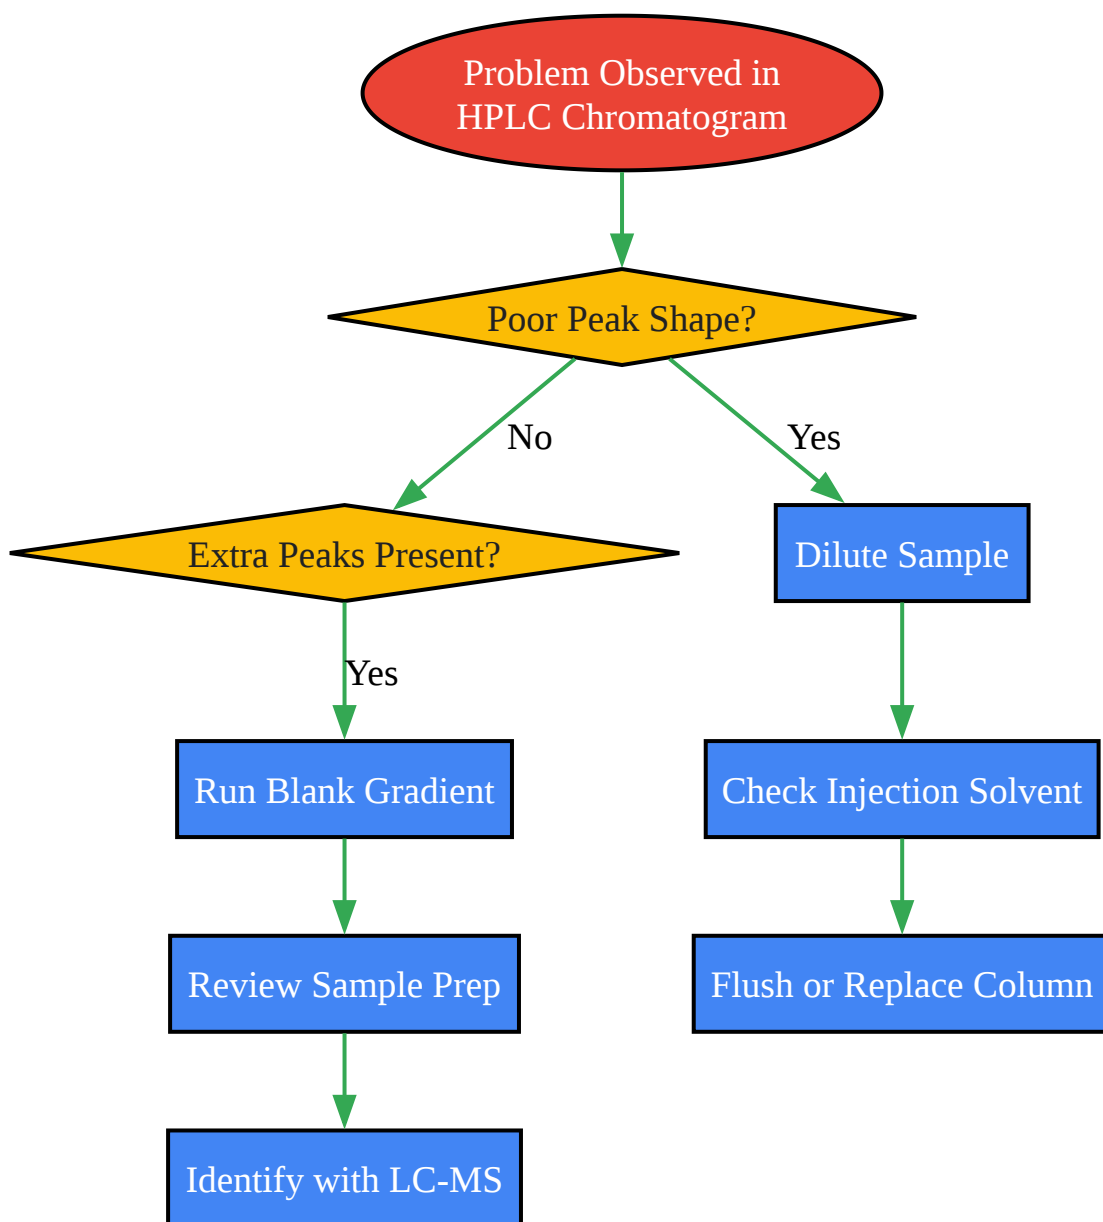 Problem Observed in
HPLC Chromatogram
Poor Peak Shape?
No
Yes
Extra Peaks Present?
Dilute Sample
Yes
Run Blank Gradient
Check Injection Solvent
Review Sample Prep
Flush or Replace Column
Identify with LC-MS